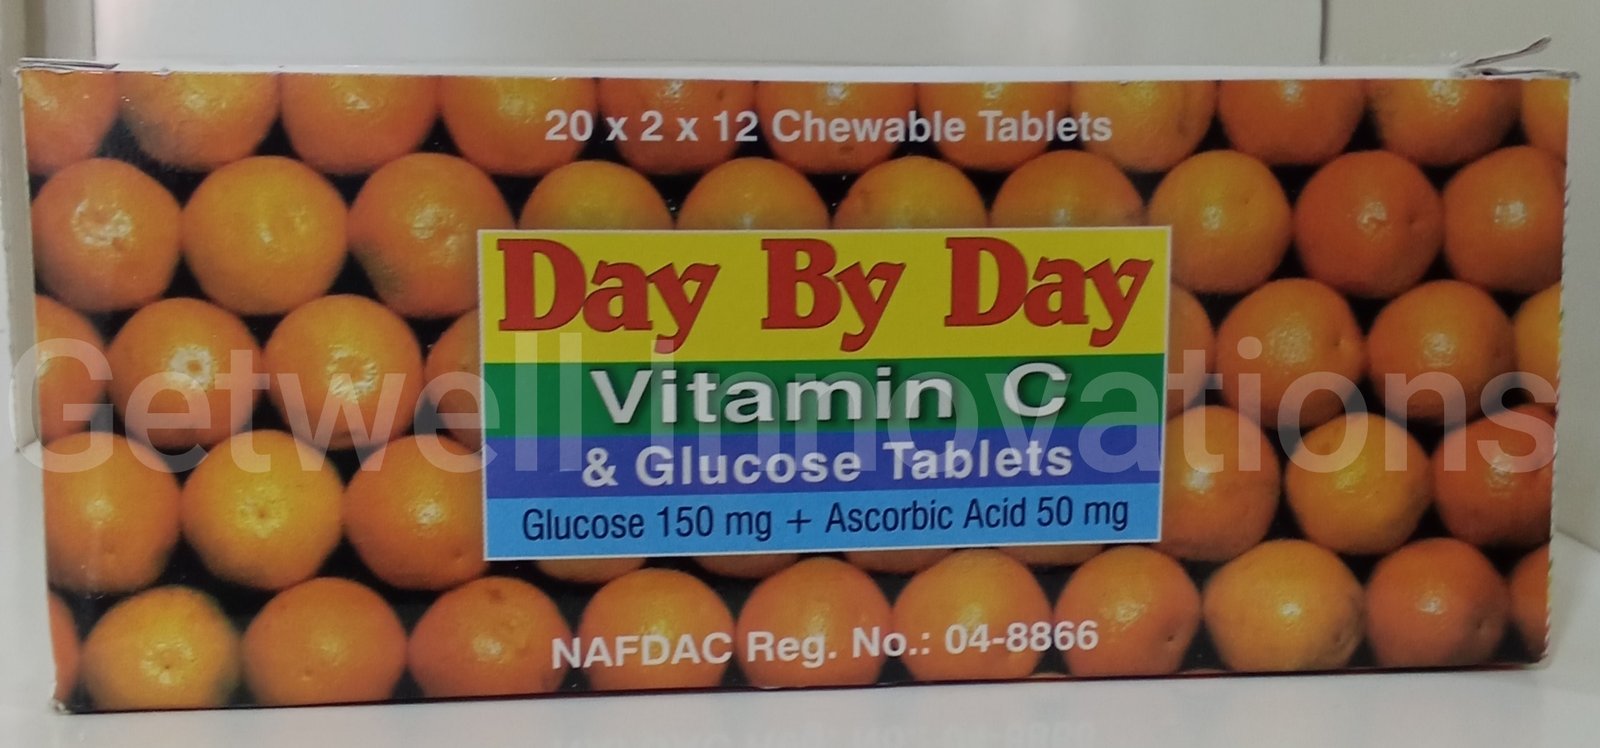 20 x 2 x 12 Chewable Tablets
Day By Day
Vitamin C
& Glucose Tablets
Glucose 150 mg + Ascorbic Acid 50 mg
NAFDAC Reg. No.: 04-8866
Getwell innovations